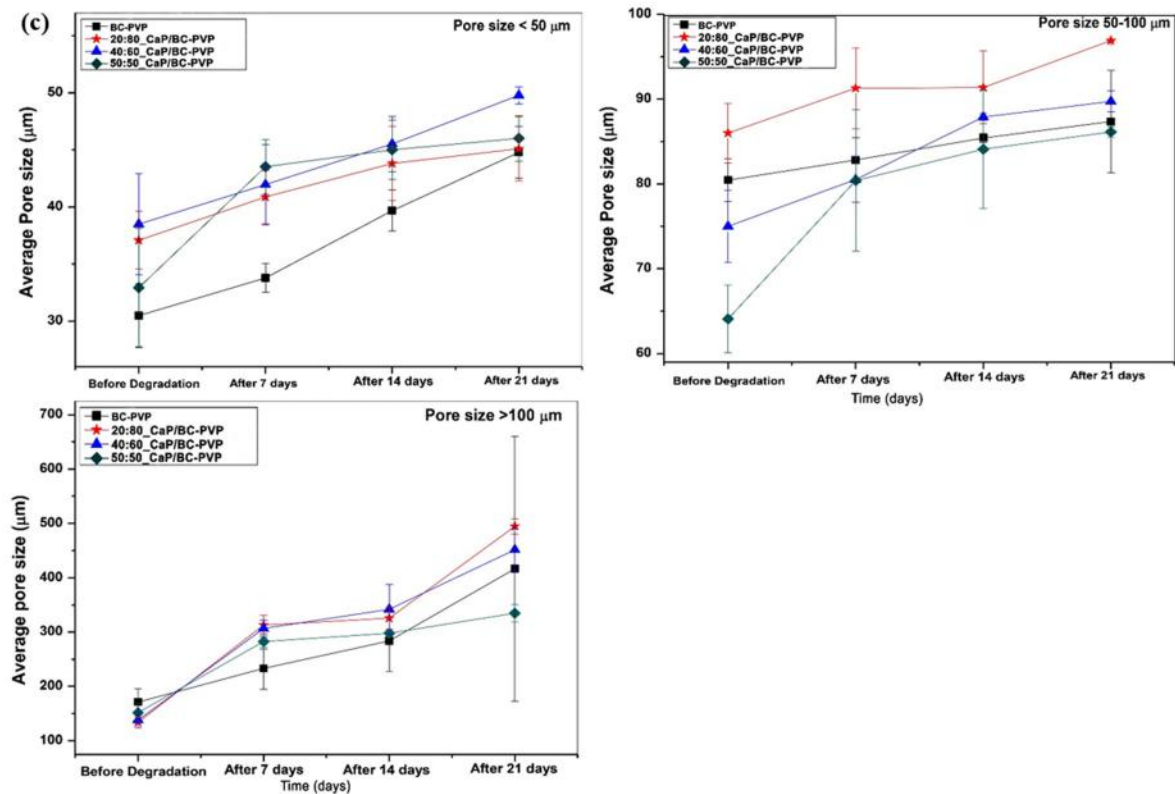 (c)
Pore size < 50 μm
BC-PVP
20:80_CaP/BC-PVP
40:60_CaP/BC-PVP
50:50_CaP/BC-PVP
Average Pore size (μm)
50
40
30
Before Degradation
After 7 days
After 14 days
After 21 days
Pore size 50-100 μm
BC-PVP
20:80_CaP/BC-PVP
40:60_CaP/BC-PVP
50:50_CaP/BC-PVP
Average Pore size (μm)
100
90
80
70
60
Before Degradation
After 7 days
After 14 days
After 21 days
Time (days)
Pore size >100 μm
BC-PVP
20:80_CaP/BC-PVP
40:60_CaP/BC-PVP
50:50_CaP/BC-PVP
Average pore size (μm)
700
600
500
400
300
200
100
Before Degradation
After 7 days
After 14 days
After 21 days
Time (days)